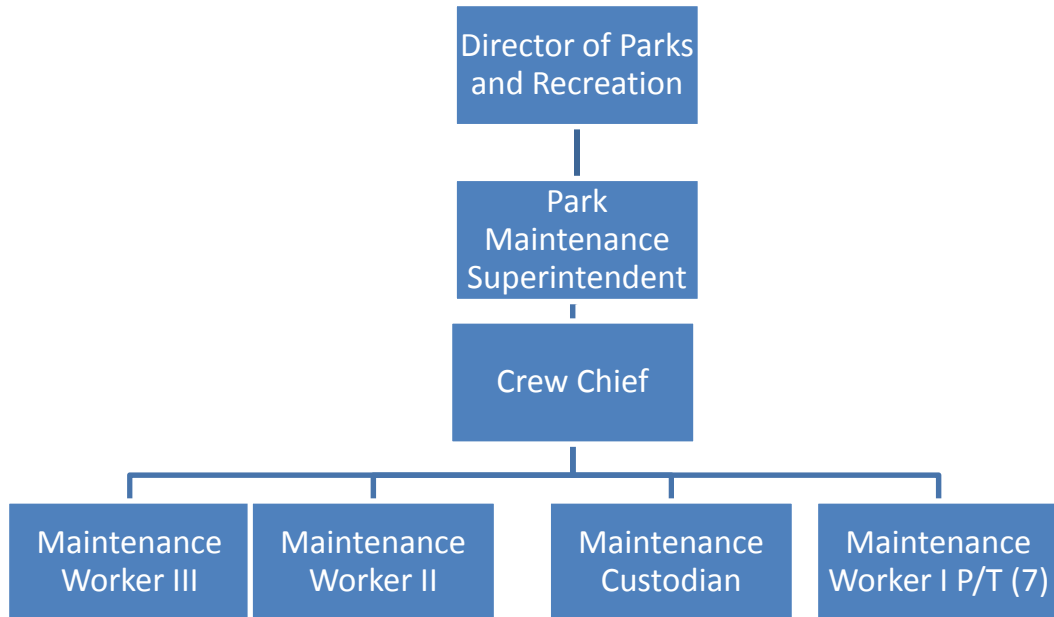 Director of Parks
and Recreation
Park
Maintenance
Superintendent
Crew Chief
Maintenance
Worker III
Maintenance
Worker II
Maintenance
Custodian
Maintenance
Worker I P/T (7)